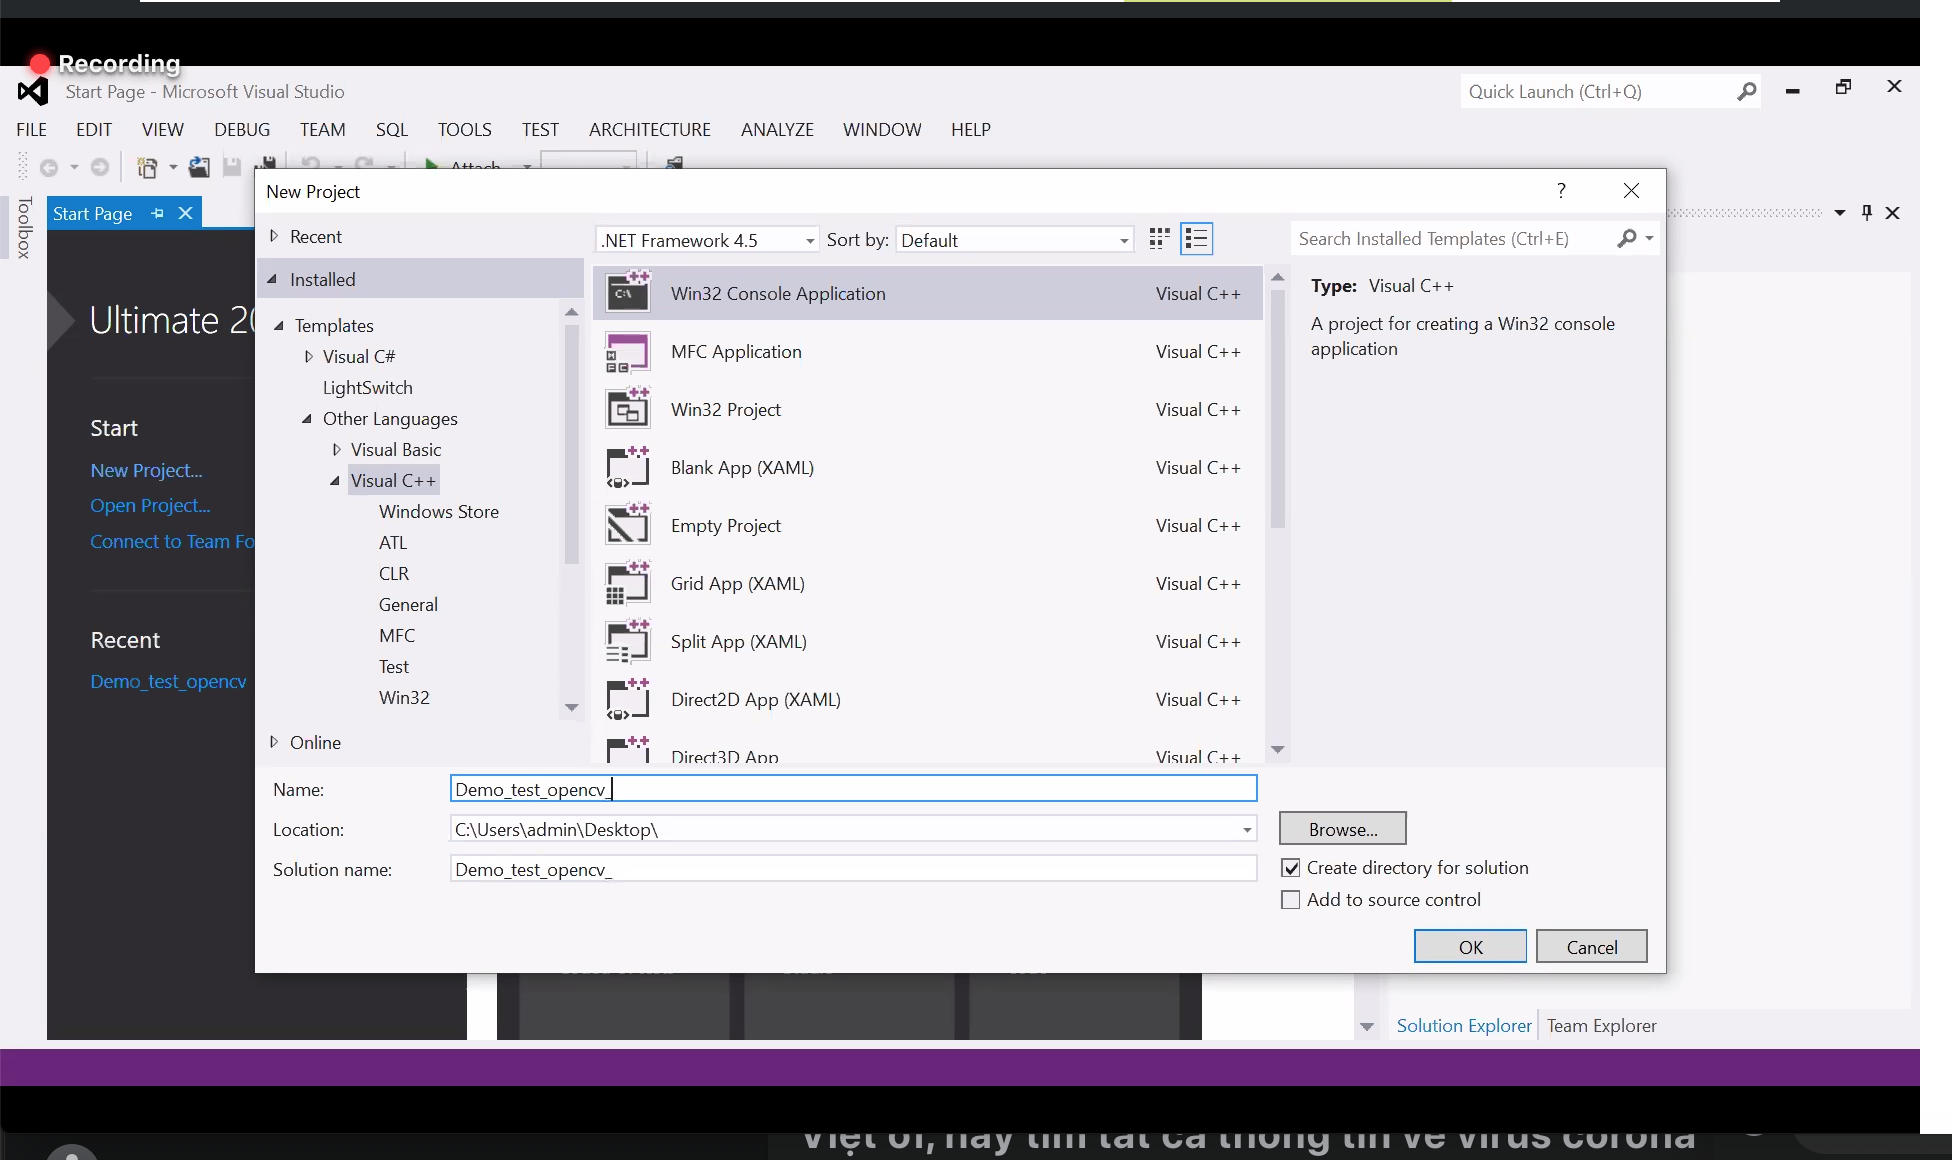 Recording
Start Page - Microsoft Visual Studio
Quick Launch (Ctrl+Q)
FILE EDIT VIEW DEBUG TEAM SQL TOOLS TEST ARCHITECTURE ANALYZE WINDOW HELP
Attach
Toolbox
Start Page
Ultimate 20
Start
New Project...
Open Project...
Connect to Team Fo
Recent
Demo_test_opencv
New Project
?
Recent
Installed
Templates
Visual C#
LightSwitch
Other Languages
Visual Basic
Visual C++
Windows Store
ATL
CLR
General
MFC
Test
Win32
Online
.NET Framework 4.5
Sort by: Default
Search Installed Templates (Ctrl+E)
Win32 Console Application Visual C++
MFC Application Visual C++
Win32 Project Visual C++
Blank App (XAML) Visual C++
Empty Project Visual C++
Grid App (XAML) Visual C++
Split App (XAML) Visual C++
Direct2D App (XAML) Visual C++
Direct3D App Visual C++
Type: Visual C++
A project for creating a Win32 console
application
Name: Demo_test_opencv_
Location: C:\Users\admin\Desktop\
Browse...
Solution name: Demo_test_opencv_
Create directory for solution
Add to source control
OK
Cancel
Solution Explorer
Team Explorer
Việt ơi, hãy tìm tất cả thông tin về virus corona